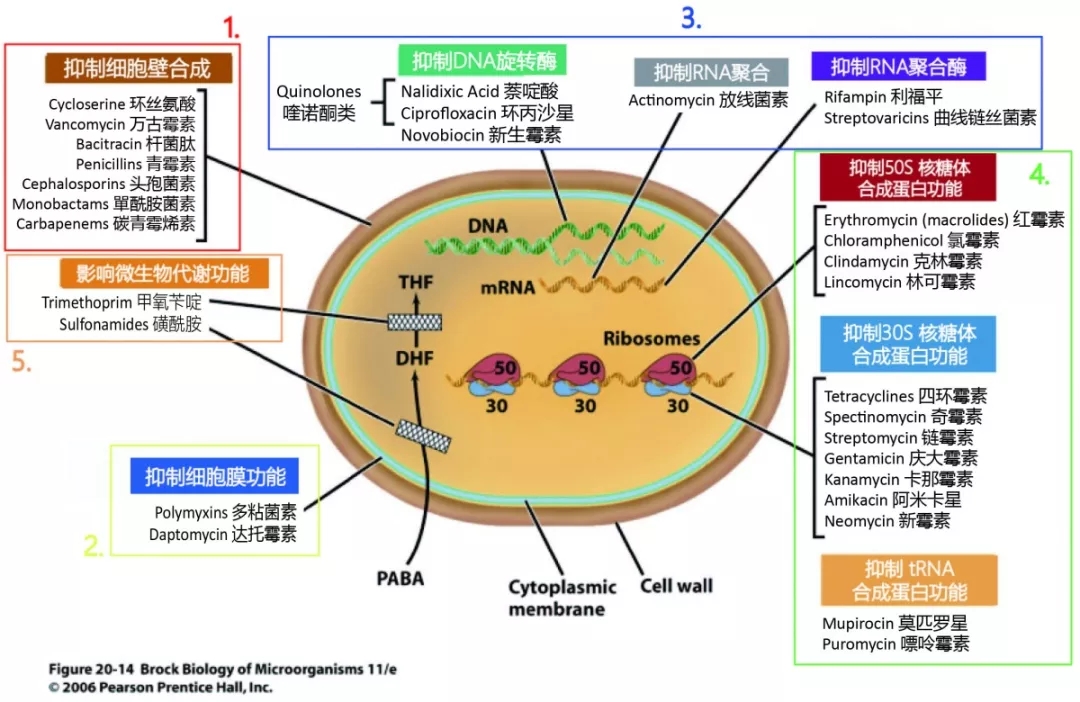 1.
抑制细胞壁合成
Cycloserine 环丝氨酸
Vancomycin 万古霉素
Bacitracin 杆菌肽
Penicillins 青霉素
Cephalosporins 头孢菌素
Monobactams 單酰胺菌素
Carbapenems 碳青霉烯素
3.
抑制DNA旋转酶
Quinolones
喹诺酮类
Nalidixic Acid 萘啶酸
Ciprofloxacin 环丙沙星
Novobiocin 新生霉素
抑制RNA聚合
Actinomycin 放线菌素
抑制RNA聚合酶
Rifampin 利福平
Streptovaricins 曲线链丝菌素
4.
抑制50S 核糖体
合成蛋白功能
Erythromycin (macrolides) 红霉素
Chloramphenicol 氯霉素
Clindamycin 克林霉素
Lincomycin 林可霉素
抑制30S 核糖体
合成蛋白功能
Tetracyclines 四环霉素
Spectinomycin 奇霉素
Streptomycin 链霉素
Gentamicin 庆大霉素
Kanamycin 卡那霉素
Amikacin 阿米卡星
Neomycin 新霉素
抑制 tRNA
合成蛋白功能
Mupirocin 莫匹罗星
Puromycin 嘌呤霉素
影响微生物代谢功能
Trimethoprim 甲氧苄啶
Sulfonamides 磺酰胺
5.
抑制细胞膜功能
Polymyxins 多粘菌素
Daptomycin 达托霉素
2.
DNA
THF
mRNA
DHF
Ribosomes
50
50
50
30
30
30
PABA
Cytoplasmic
membrane
Cell wall
Figure 20-14 Brock Biology of Microorganisms 11/e
© 2006 Pearson Prentice Hall, Inc.